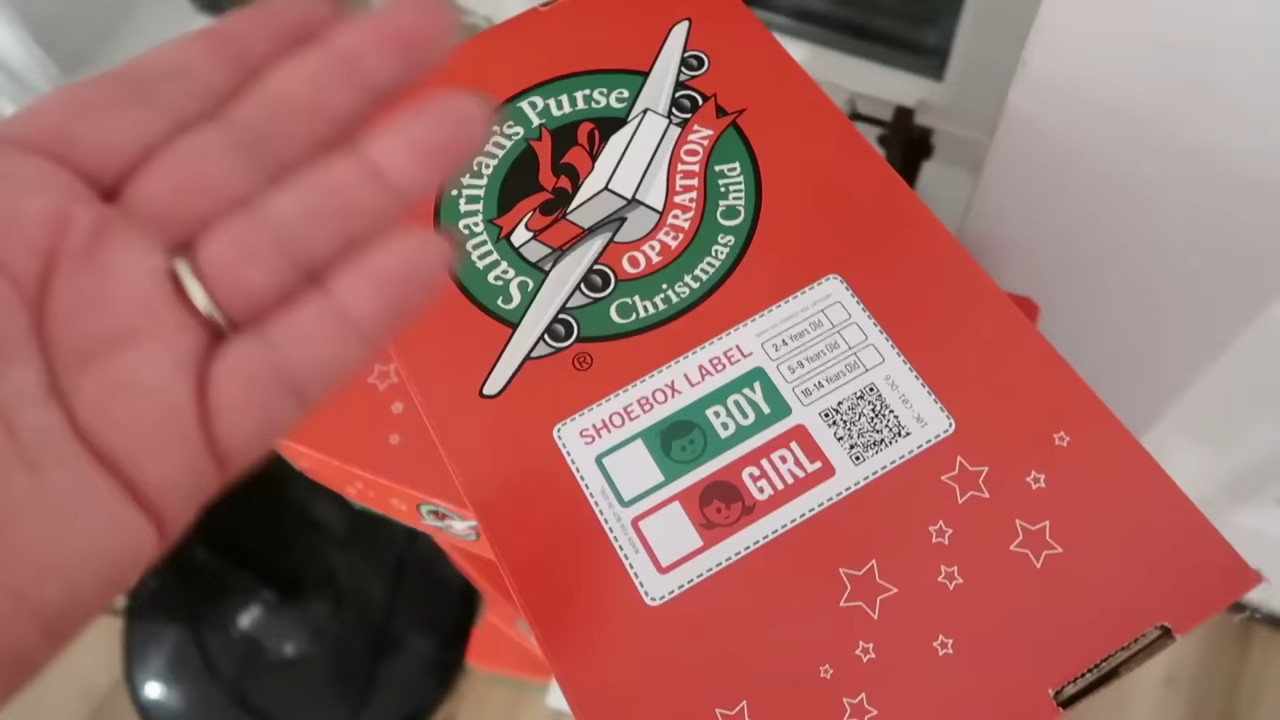 Samaritan's Purse
OPERATION
Christmas Child
®
SHOEBOX LABEL
BOY
GIRL
2-4 Years Old
5-9 Years Old
10-14 Years Old